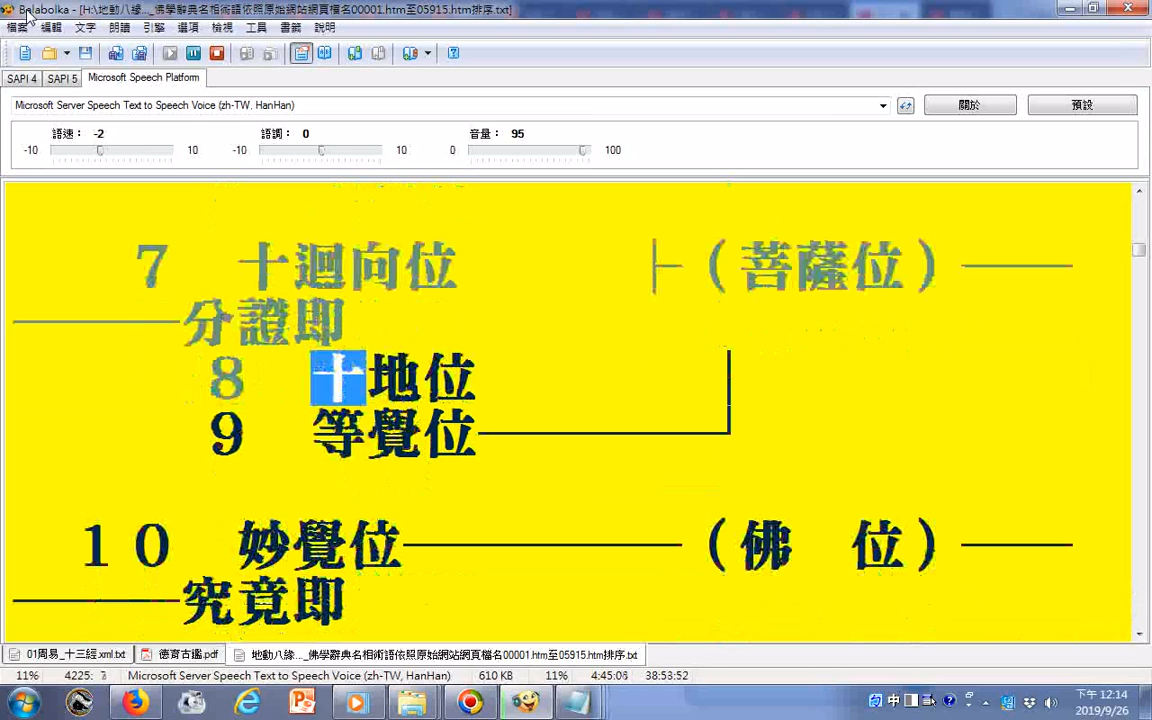 Balabolka - [H:\地動八緣..._佛學辭典名相術語依照原始網站網頁檔名00001.htm至05915.htm排序.txt]
檔案 編輯 文字 朗讀 引擎 選項 檢視 工具 書籤 說明
SAPI 4 SAPI 5 Microsoft Speech Platform
Microsoft Server Speech Text to Speech Voice (zh-TW, HanHan) 關於 預設
語速： -2 語調： 0 音量： 95
-10 10 -10 10 0 100
７ 十迴向位 ├（菩薩位）──
───分證即
８ 十地位
９ 等覺位─────┘
１０ 妙覺位─────（佛 位）──
───究竟即
01周易_十三經.xml.txt 德育古鑑.pdf 地動八緣..._佛學辭典名相術語依照原始網站網頁檔名00001.htm至05915.htm排序.txt
11% 4225: 7 Microsoft Server Speech Text to Speech Voice (zh-TW, HanHan) 610 KB 11% 4:45:06 38:53:52
中 下午 12:14
2019/9/26